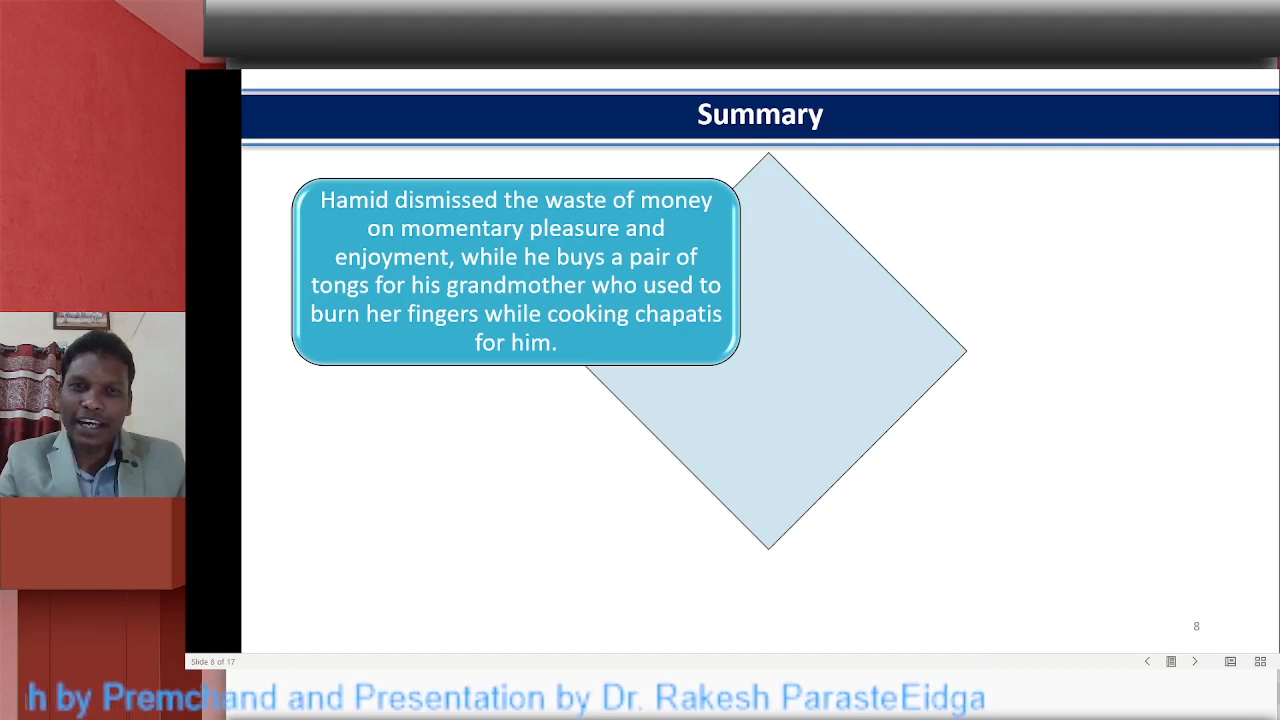 Summary
Hamid dismissed the waste of money
on momentary pleasure and
enjoyment, while he buys a pair of
tongs for his grandmother who used to
burn her fingers while cooking chapatis
for him.
8
Slide 8 of 17
h by Premchand and Presentation by Dr. Rakesh ParasteEidga